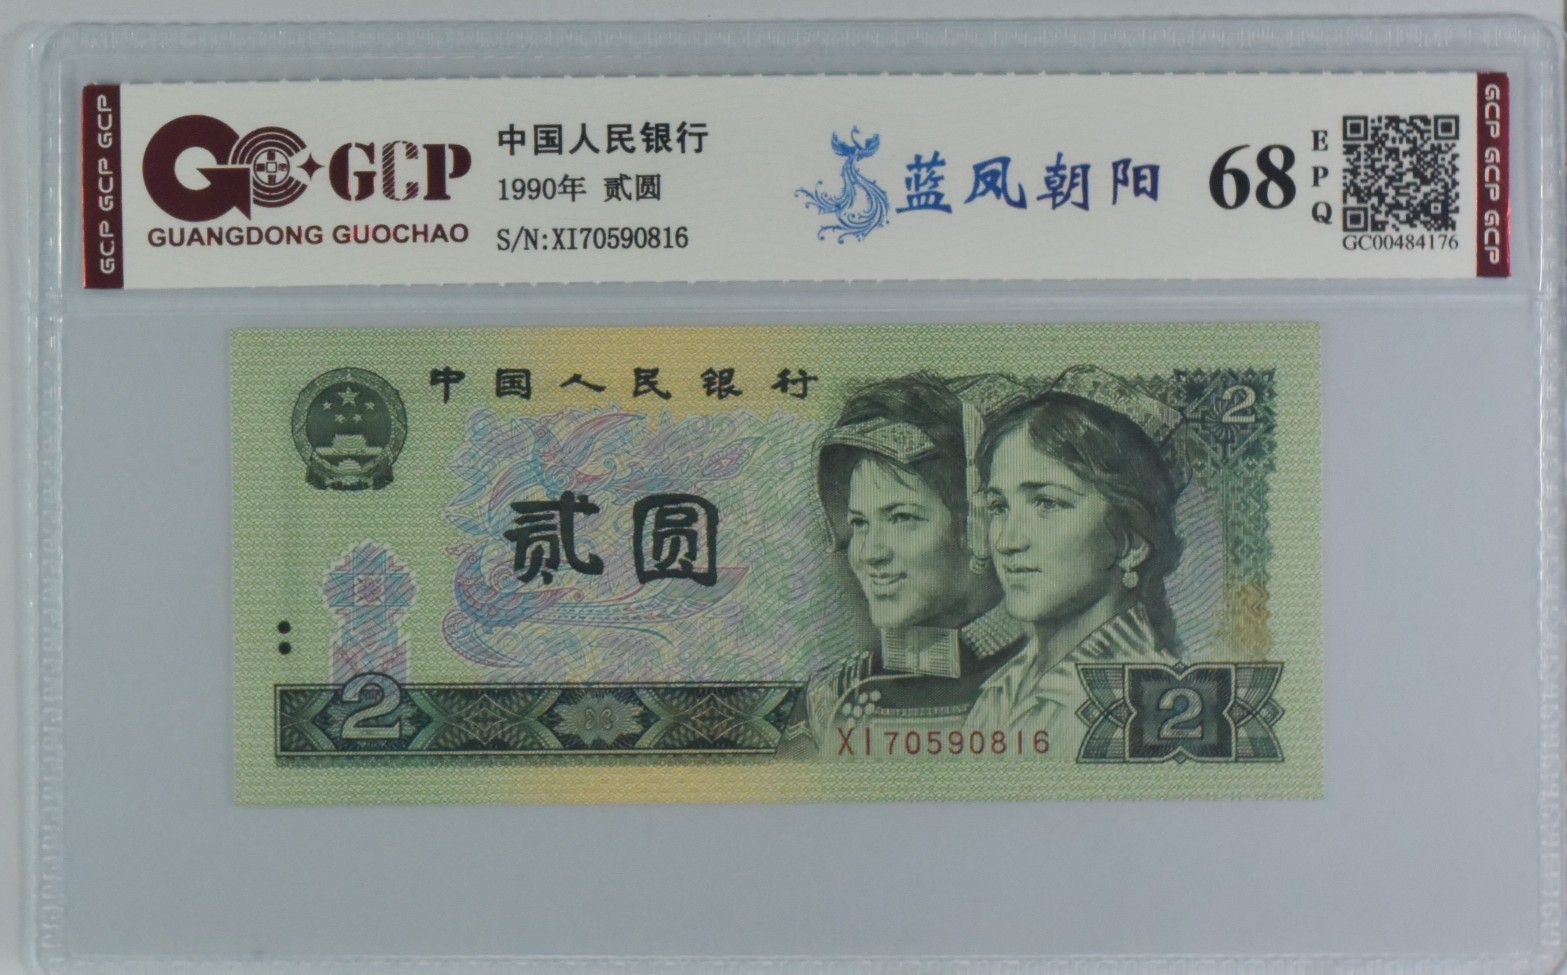 GCP GCP GCP
GCP
GUANGDONG GUOCHAO
中国人民银行
1990年 贰圆
S/N:XI70590816
蓝凤朝阳
68
EPQ
GC00484176
GCP GCP GCP
中国人民银行
2
贰圆
2
XI70590816
2